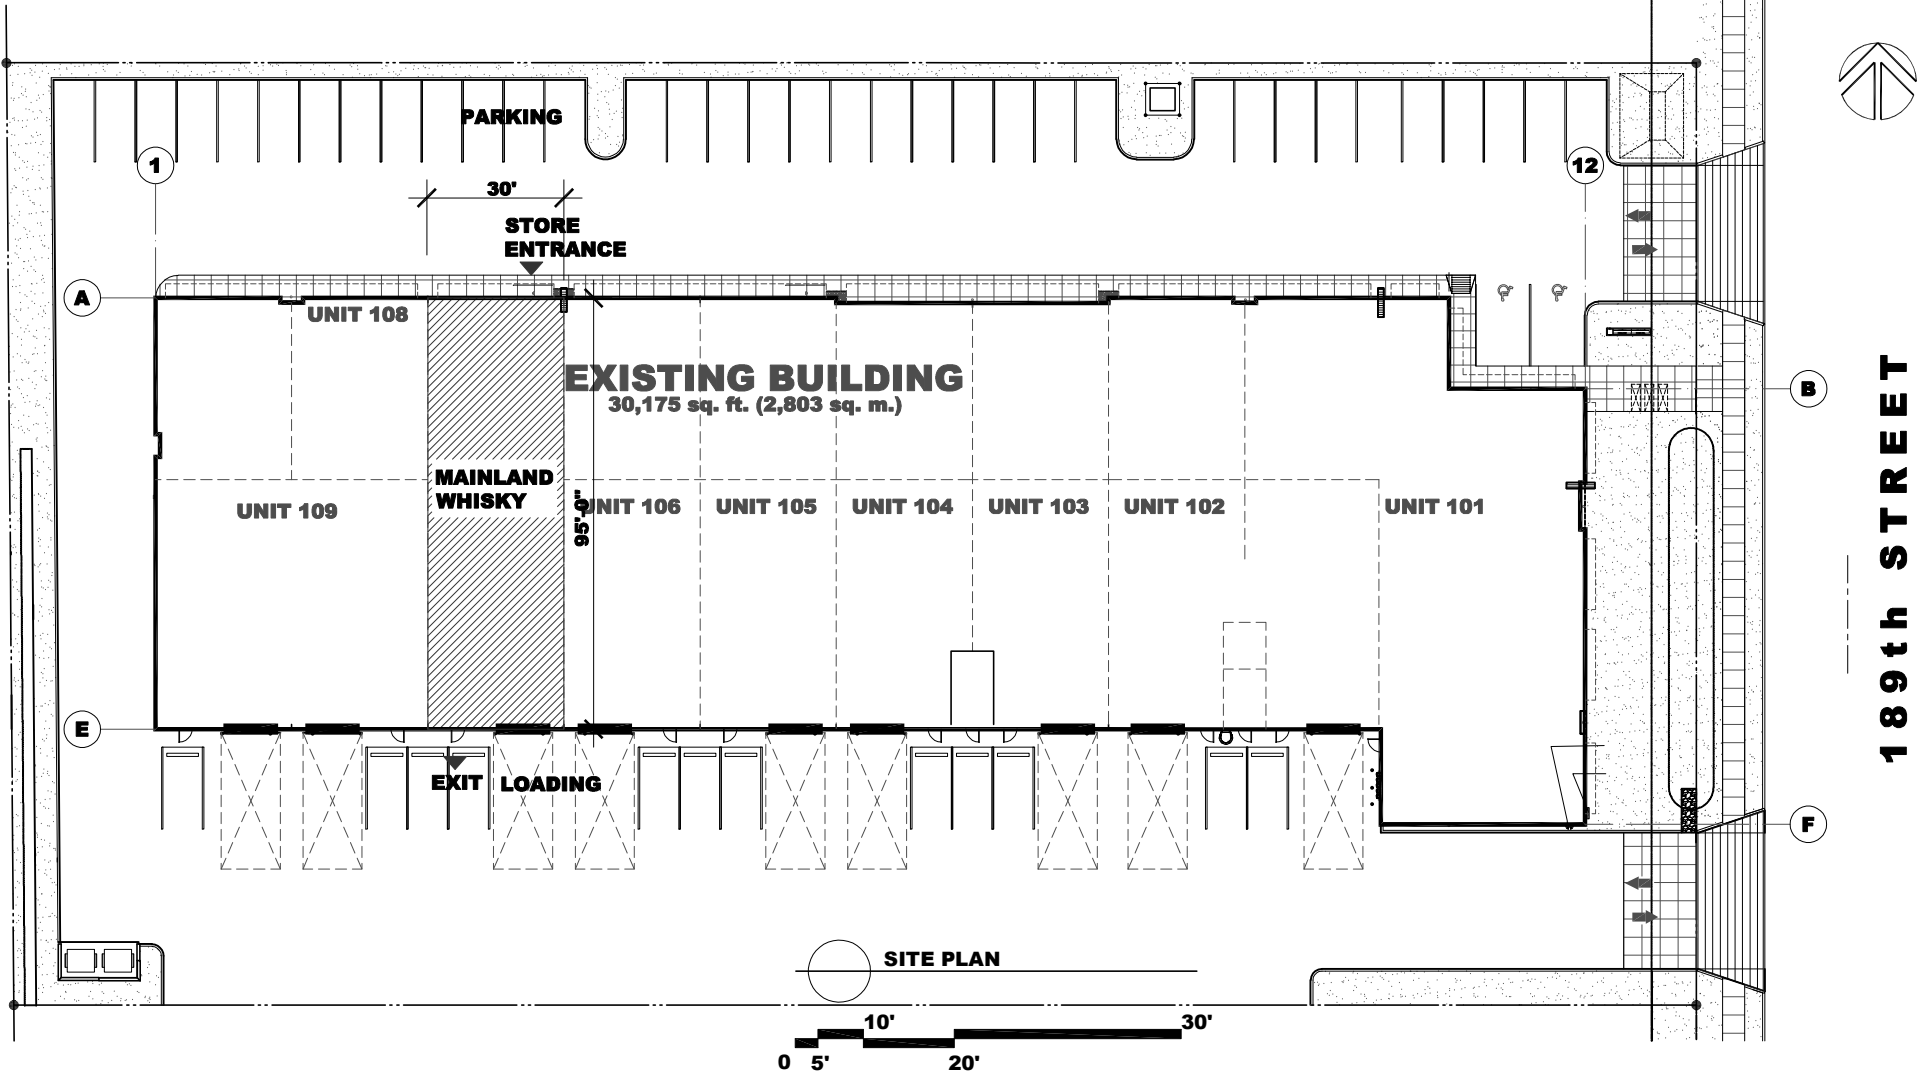 PARKING
1
12
30'
STORE
ENTRANCE
A
UNIT 108
EXISTING BUILDING
30,175 sq. ft. (2,803 sq. m.)
B
MAINLAND
WHISKY
95'-0"
UNIT 109
UNIT 106
UNIT 105
UNIT 104
UNIT 103
UNIT 102
UNIT 101
189th STREET
E
EXIT
LOADING
F
SITE PLAN
10'
30'
0
5'
20'